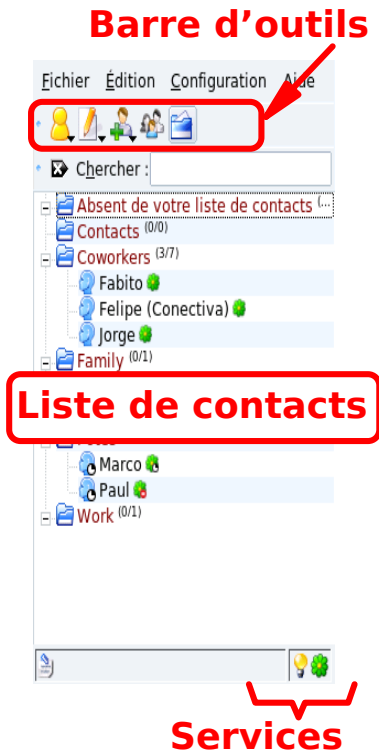 Barre d’outils
Fichier Édition Configuration Aide
Chercher :
Absent de votre liste de contacts (...
Contacts (0/0)
Coworkers (3/7)
Fabito
Felipe (Conectiva)
Jorge
Family (0/1)
Liste de contacts
Marco
Paul
Work (0/1)
Services